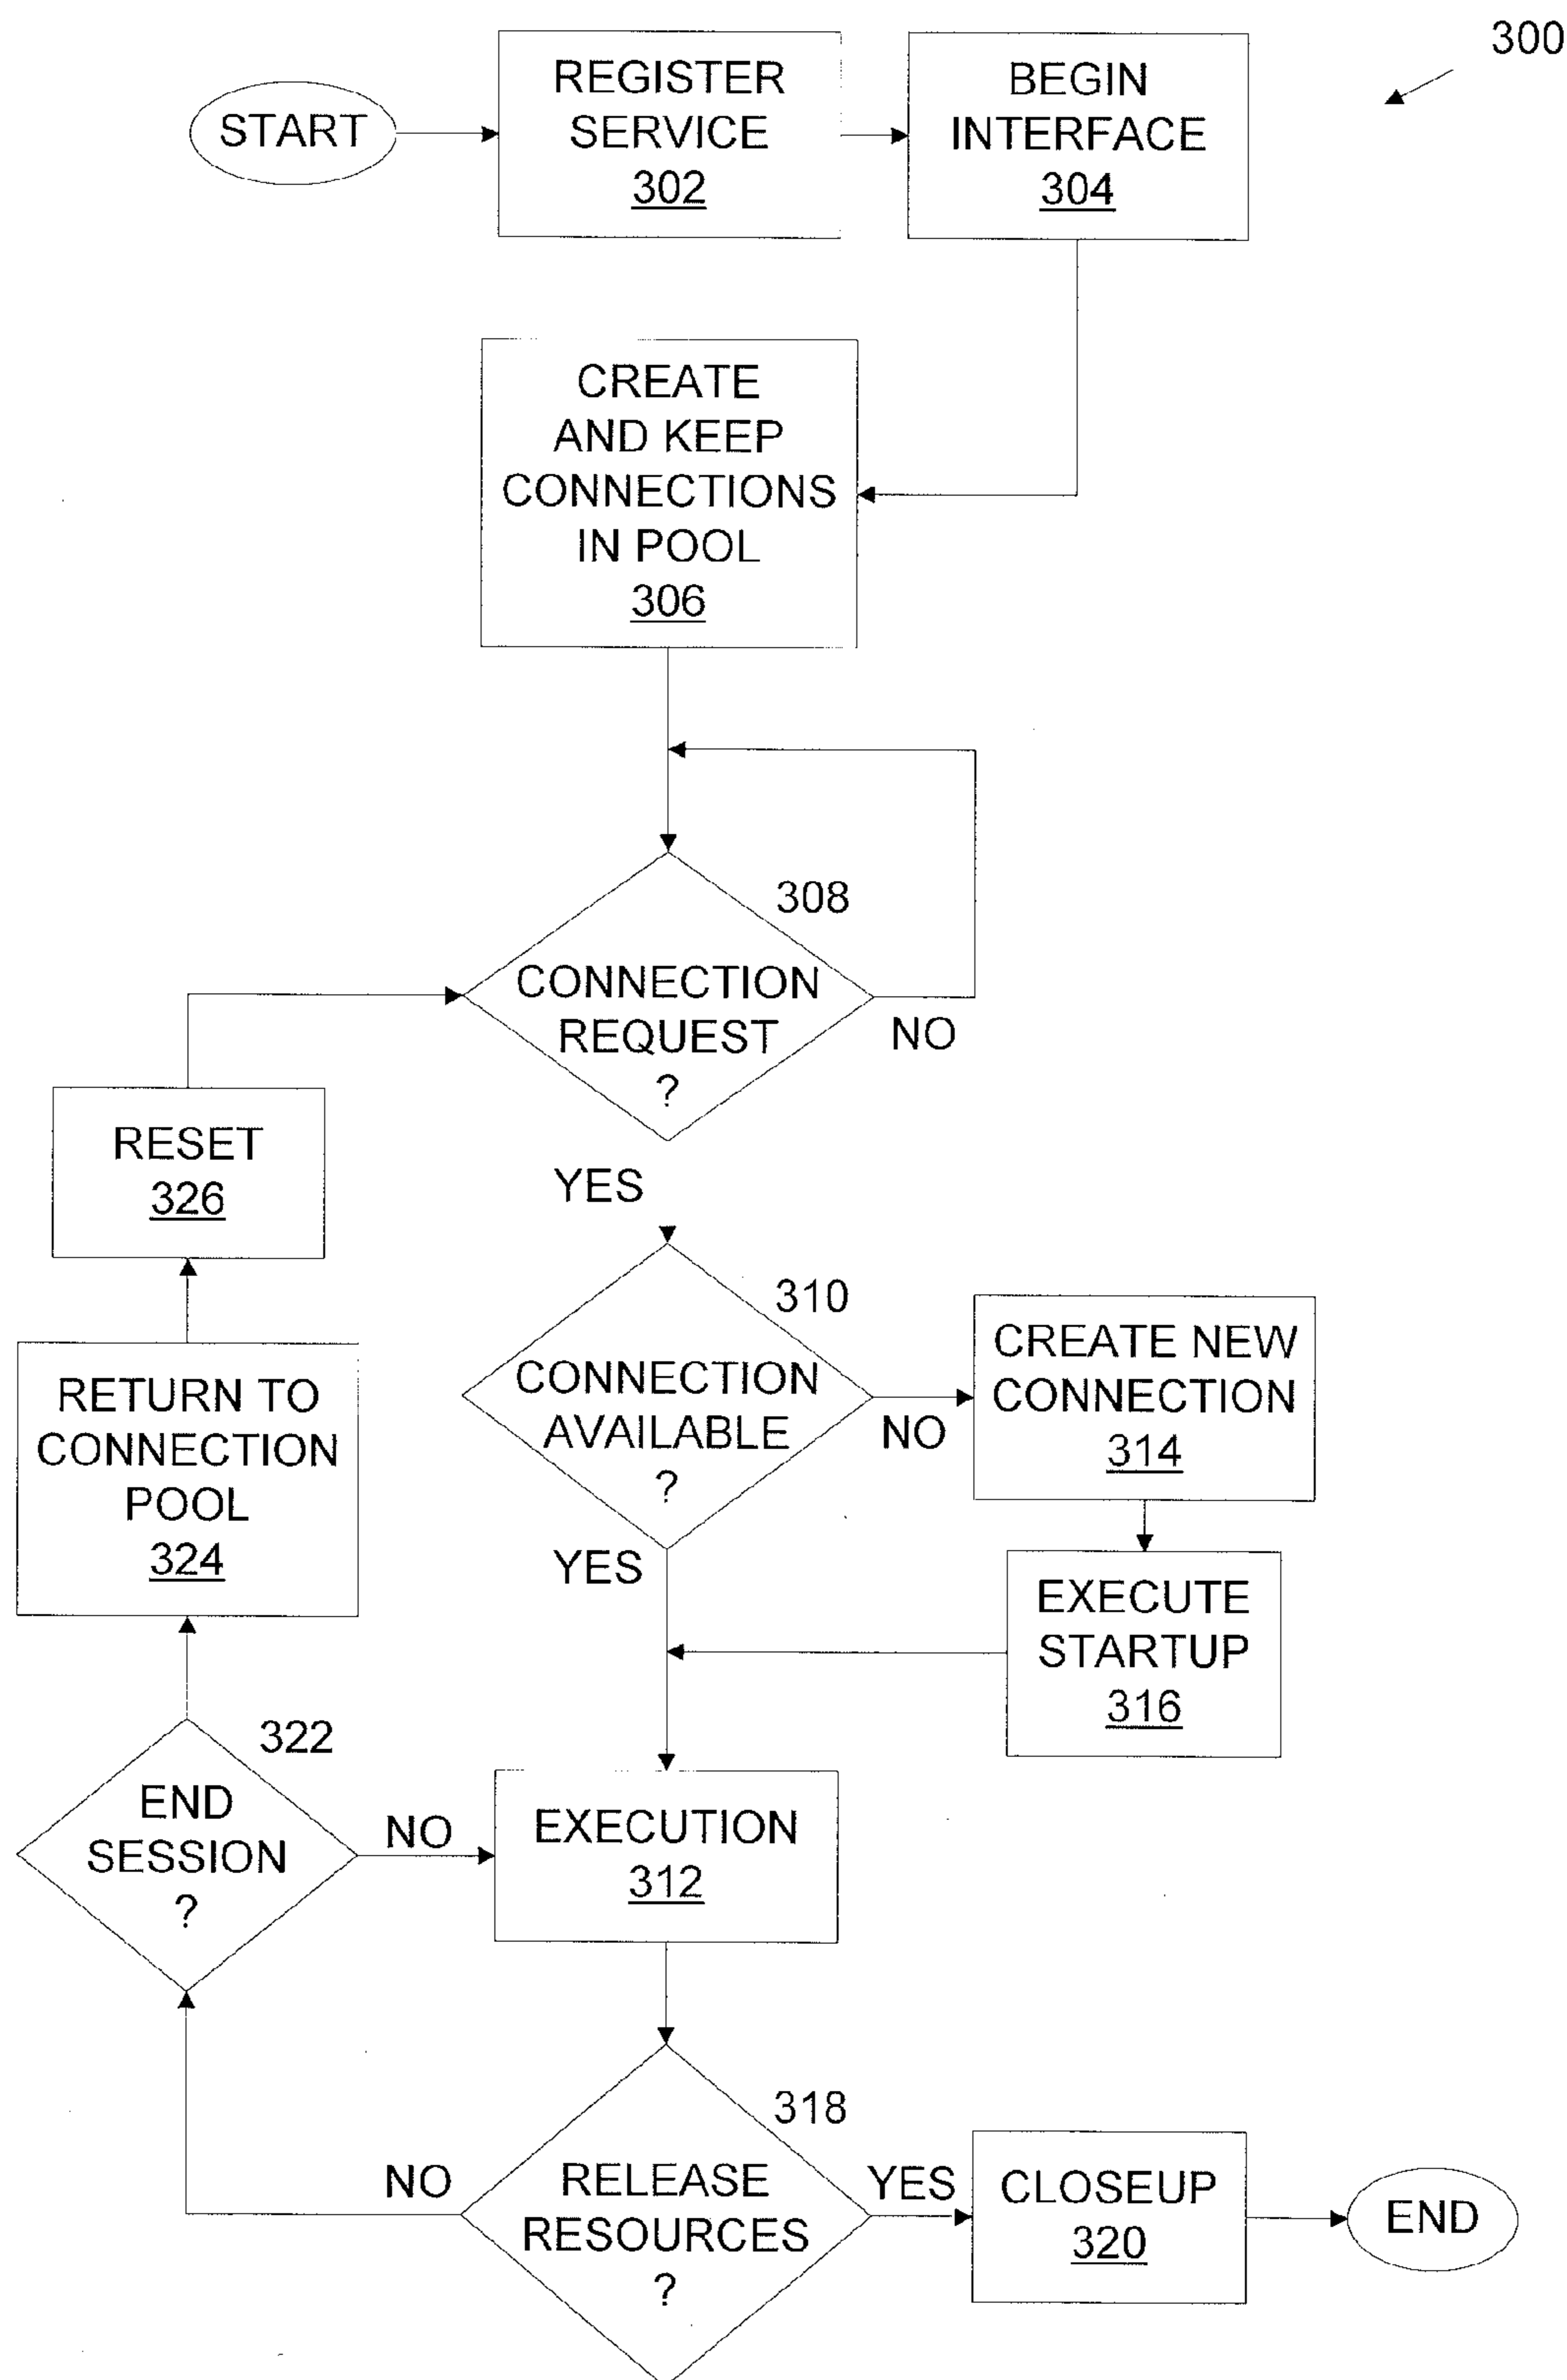 300
START
REGISTER
SERVICE
302
BEGIN
INTERFACE
304
CREATE
AND KEEP
CONNECTIONS
IN POOL
306
308
CONNECTION
REQUEST
?
NO
YES
RESET
326
310
CONNECTION
AVAILABLE
?
NO
YES
CREATE NEW
CONNECTION
314
EXECUTE
STARTUP
316
RETURN TO
CONNECTION
POOL
324
322
END
SESSION
?
NO
EXECUTION
312
318
RELEASE
RESOURCES
?
NO
YES
CLOSEUP
320
END